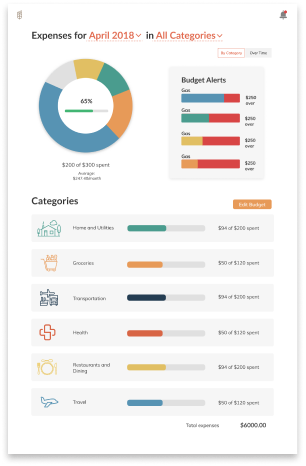 Expenses for April 2018 in All Categories
By Category Over Time
65%
$200 of $300 spent
Average
Budget Alerts
Gas
$250
over
Gas
$250
over
Gas
$250
over
Gas
$250
over
Categories
Edit Budget
Home and Utilities
$94 of $200 spent
Groceries
$50 of $120 spent
Transportation
$94 of $200 spent
Health
$50 of $120 spent
Restaurants and
Dining
$94 of $200 spent
Travel
$50 of $120 spent
Total expenses $6000.00